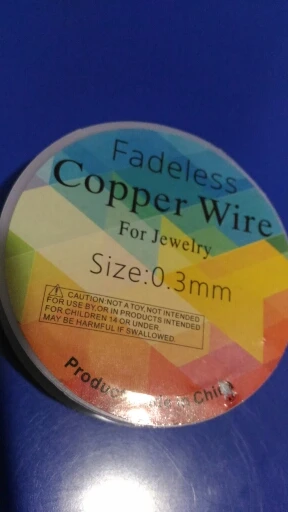 Fadeless
Copper Wire
For Jewelry
Size:0.3mm
CAUTION:NOT A TOY,NOT INTENDED
FOR USE BY,OR IN PRODUCTS INTENDED
FOR CHILDREN 14 OR UNDER.
MAY BE HARMFUL IF SWALLOWED.
China